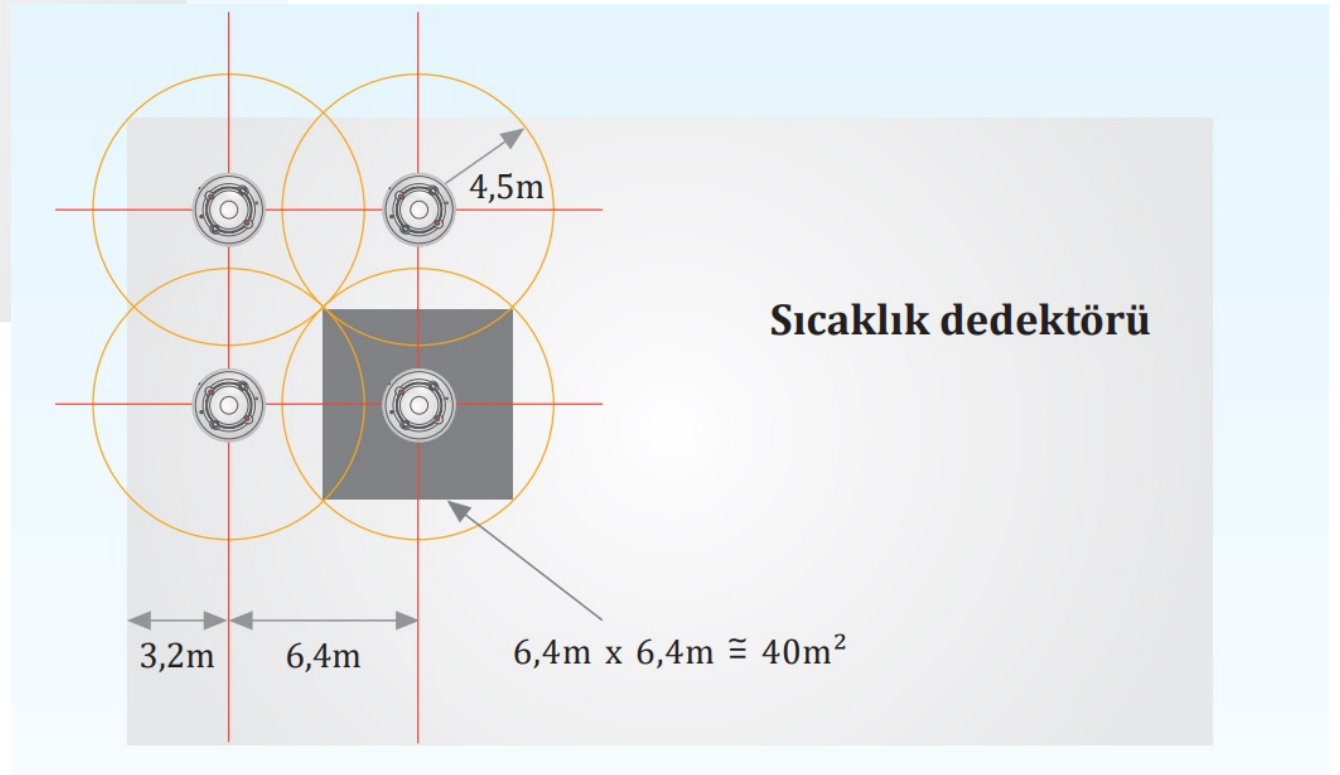 4,5m
Sıcaklık dedektörü
3,2m
6,4m
6,4m x 6,4m ≅ 40m²